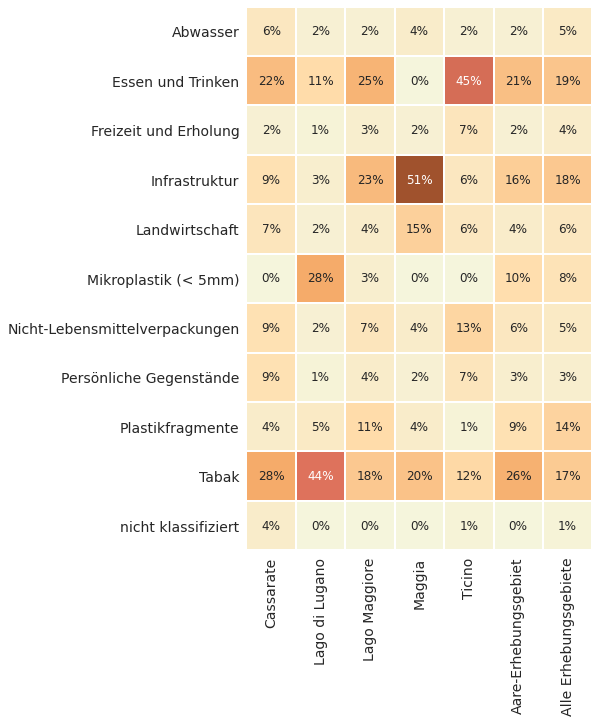 Abwasser 6% 2% 2% 4% 2% 2% 5%
Essen und Trinken 22% 11% 25% 0% 45% 21% 19%
Freizeit und Erholung 2% 1% 3% 2% 7% 2% 4%
Infrastruktur 9% 3% 23% 51% 6% 16% 18%
Landwirtschaft 7% 2% 4% 15% 6% 4% 6%
Mikroplastik (< 5mm) 0% 28% 3% 0% 0% 10% 8%
Nicht-Lebensmittelverpackungen 9% 2% 7% 4% 13% 6% 5%
Persönliche Gegenstände 9% 1% 4% 2% 7% 3% 3%
Plastikfragmente 4% 5% 11% 4% 1% 9% 14%
Tabak 28% 44% 18% 20% 12% 26% 17%
nicht klassifiziert 4% 0% 0% 0% 1% 0% 1%
Cassarate
Lago di Lugano
Lago Maggiore
Maggia
Ticino
Aare-Erhebungsgebiet
Alle Erhebungsgebiete